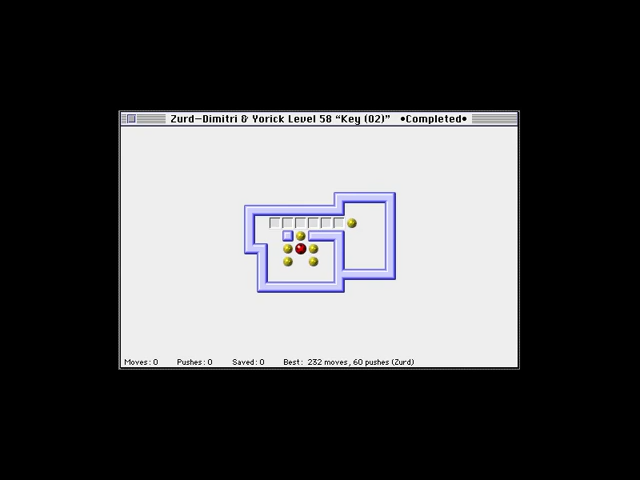 Zurd–Dimitri & Yorick Level 58 “Key (02)” •Completed•
Moves: 0 Pushes: 0 Saved: 0 Best: 232 moves, 60 pushes (Zurd)